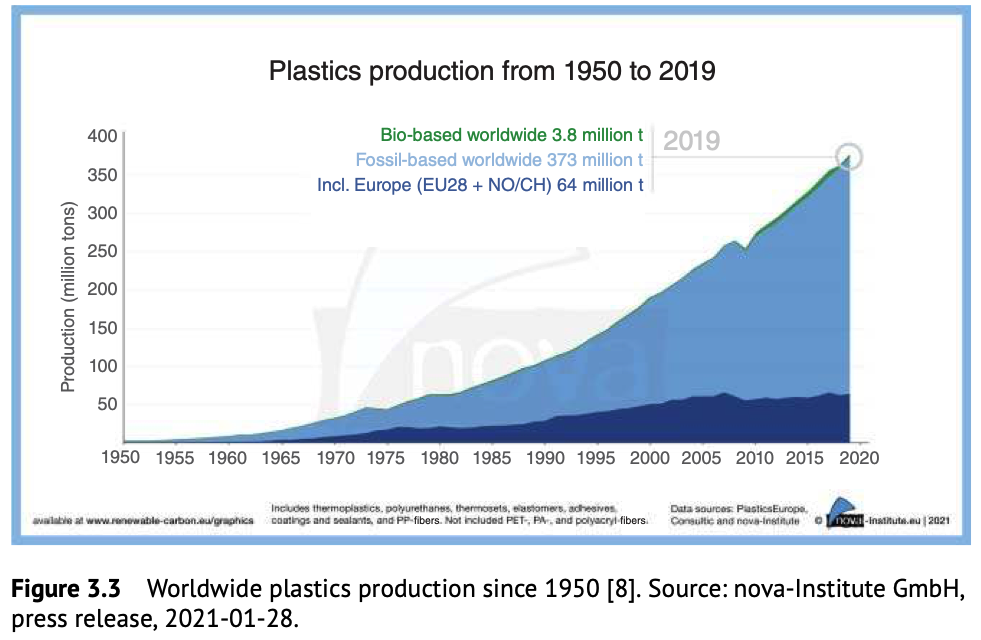 Plastics production from 1950 to 2019
Bio-based worldwide 3.8 million t
Fossil-based worldwide 373 million t
Incl. Europe (EU28 + NO/CH) 64 million t
2019
Production (million tons)
400
350
300
250
200
150
100
50
1950 1955 1960 1965 1970 1975 1980 1985 1990 1995 2000 2005 2010 2015 2020
nova
available at www.renewable-carbon.eu/graphics
Includes thermoplastics, polyurethanes, thermosets, elastomers, adhesives,
coatings and sealants, and PP-fibers. Not included PET-, PA-, and polyacryl-fibers.
Data sources: PlasticsEurope,
Consultic and nova-Institute
© nova-Institute.eu | 2021
Figure 3.3 Worldwide plastics production since 1950 [8]. Source: nova-Institute GmbH,
press release, 2021-01-28.